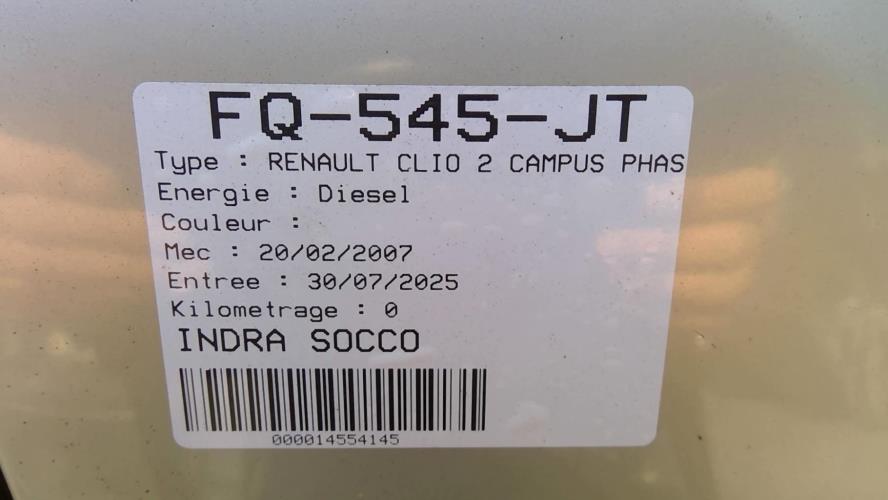 FQ-545-JT
Type : RENAULT CLIO 2 CAMPUS PHAS
Energie : Diesel
Couleur :
Mec : 20/02/2007
Entree : 30/07/2025
Kilometrage : 0
INDRA SOCCO
000014554145